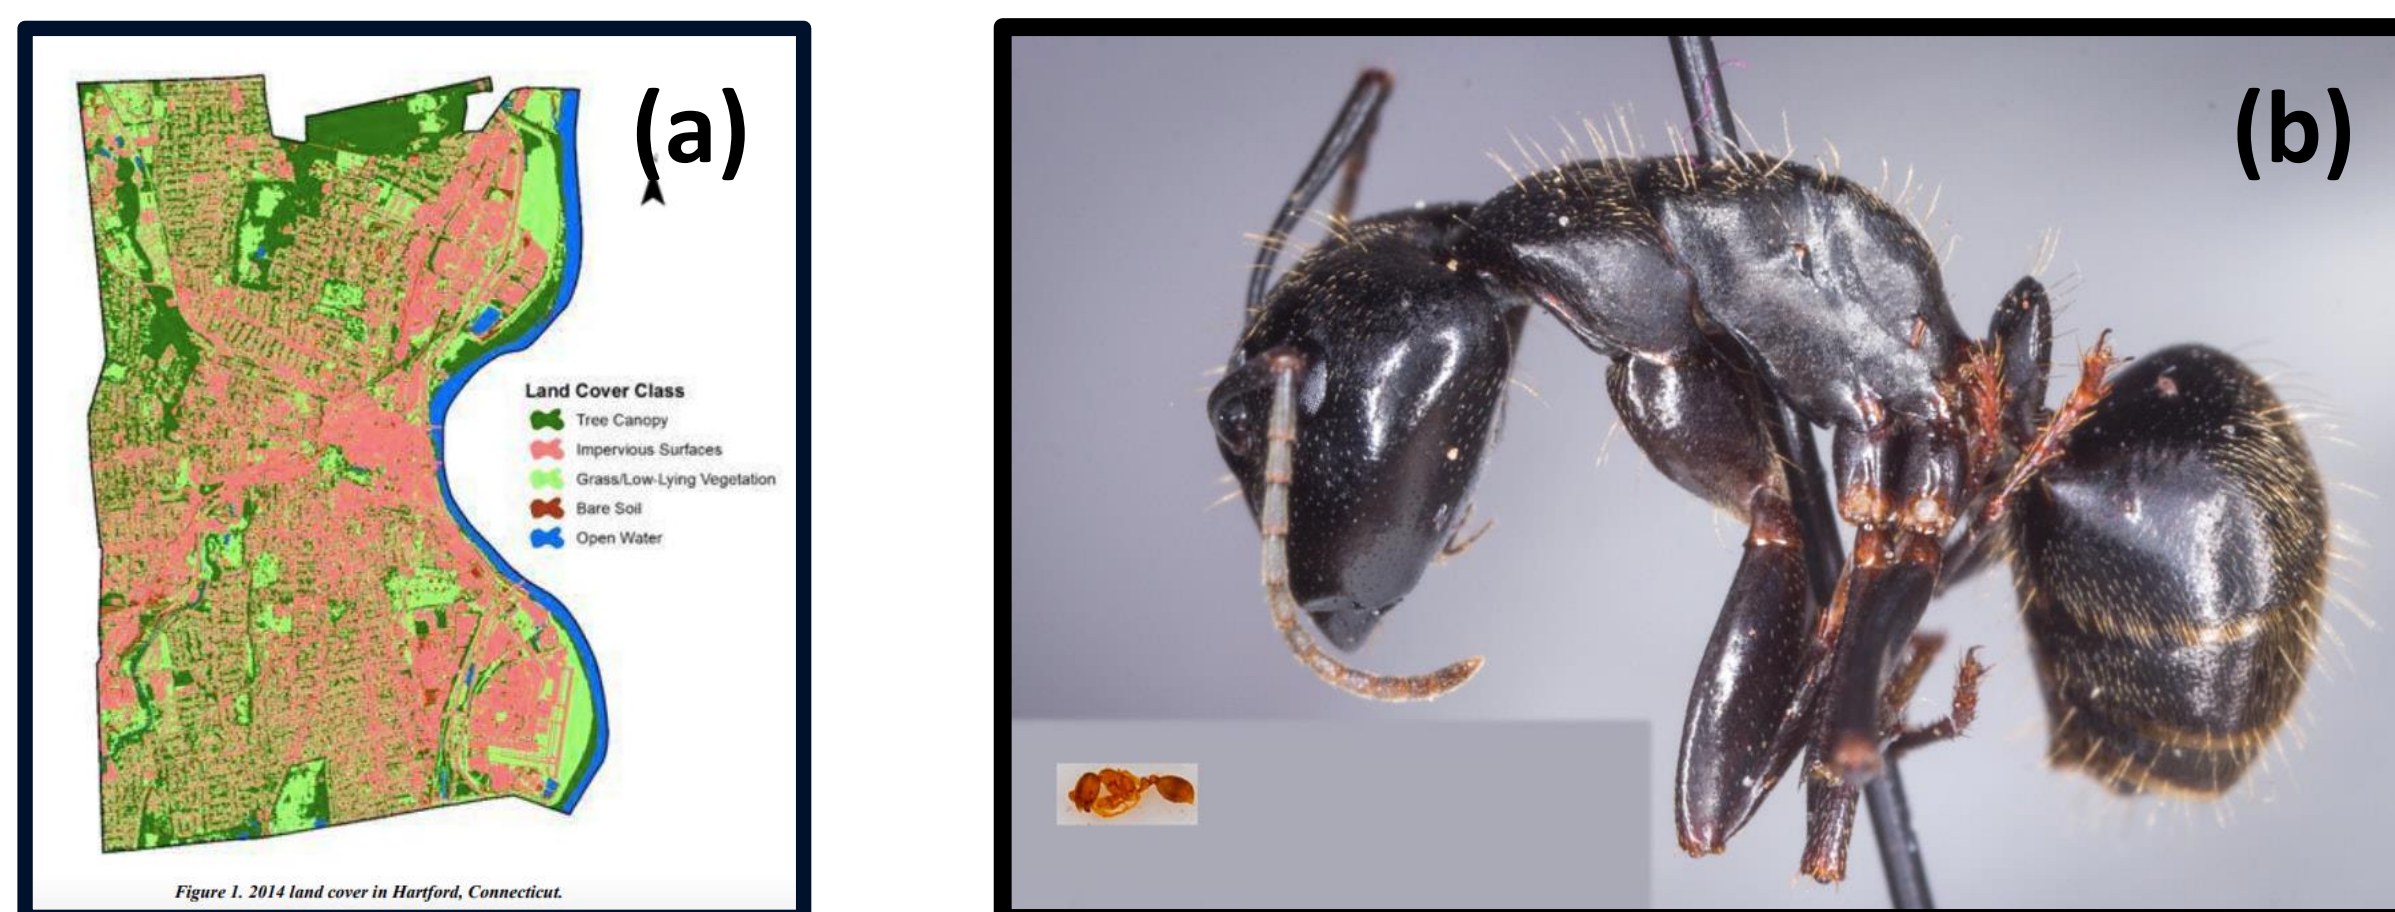 (a)
Land Cover Class
Tree Canopy
Impervious Surfaces
Grass/Low-Lying Vegetation
Bare Soil
Open Water
Figure 1. 2014 land cover in Hartford, Connecticut.
(b)